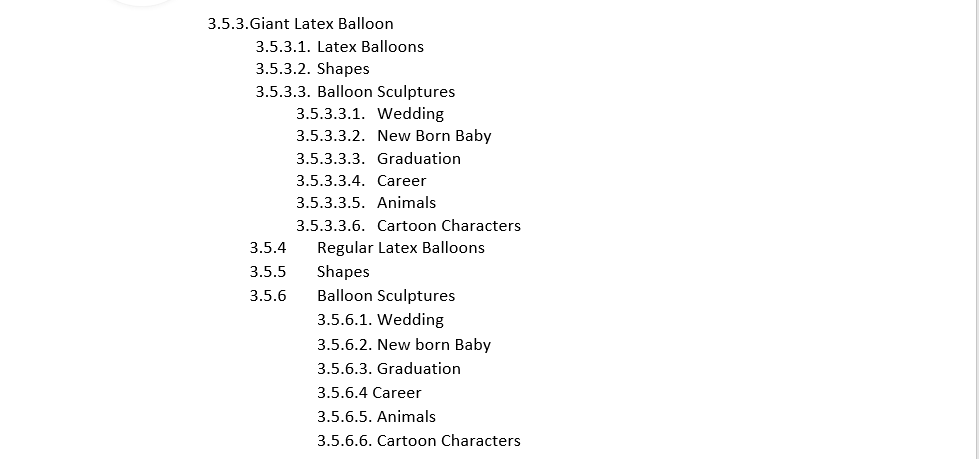 3.5.3.Giant Latex Balloon
3.5.3.1. Latex Balloons
3.5.3.2. Shapes
3.5.3.3. Balloon Sculptures
3.5.3.3.1. Wedding
3.5.3.3.2. New Born Baby
3.5.3.3.3. Graduation
3.5.3.3.4. Career
3.5.3.3.5. Animals
3.5.3.3.6. Cartoon Characters
3.5.4 Regular Latex Balloons
3.5.5 Shapes
3.5.6 Balloon Sculptures
3.5.6.1. Wedding
3.5.6.2. New born Baby
3.5.6.3. Graduation
3.5.6.4 Career
3.5.6.5. Animals
3.5.6.6. Cartoon Characters